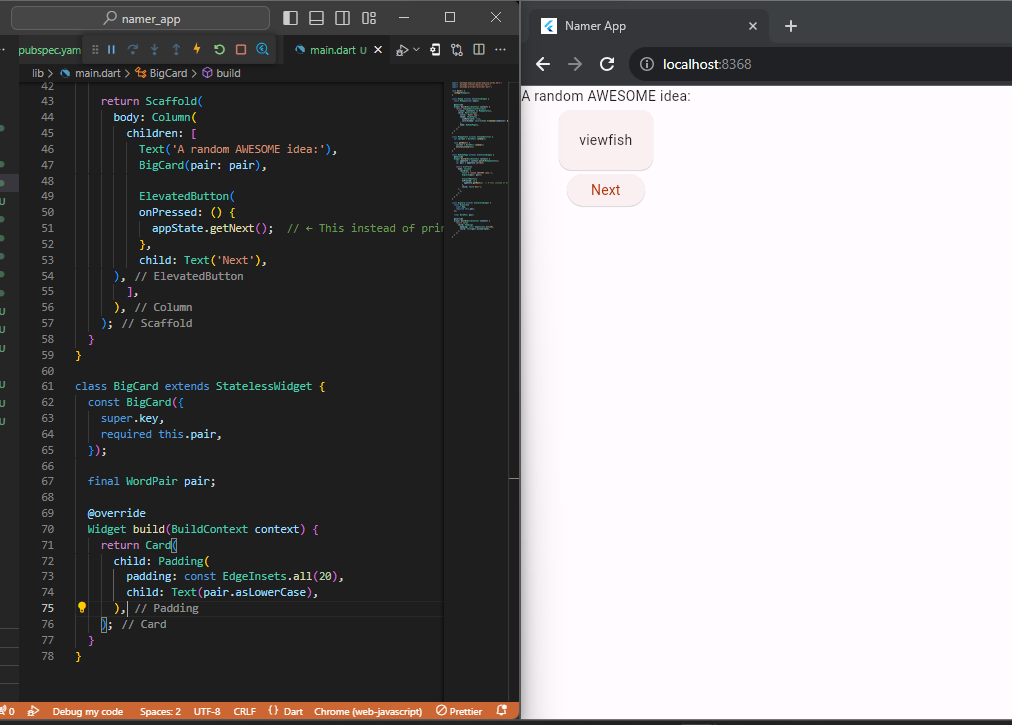 namer_app
pubspec.yam
main.dart U
lib > main.dart > BigCard > build
42
43 return Scaffold(
44 body: Column(
45 children: [
46 Text('A random AWESOME idea:'),
47 BigCard(pair: pair),
48
49 ElevatedButton(
50 onPressed: () {
51 appState.getNext(); // ← This instead of prin
52 },
53 child: Text('Next'),
54 ), // ElevatedButton
55 ],
56 ), // Column
57 ); // Scaffold
58 }
59 }
60
61 class BigCard extends StatelessWidget {
62 const BigCard({
63 super.key,
64 required this.pair,
65 });
66
67 final WordPair pair;
68
69 @override
70 Widget build(BuildContext context) {
71 return Card(
72 child: Padding(
73 padding: const EdgeInsets.all(20),
74 child: Text(pair.asLowerCase),
75 ), // Padding
76 ); // Card
77 }
78 }
0 Debug my code Spaces: 2 UTF-8 CRLF {} Dart Chrome (web-javascript) Prettier
Namer App
localhost:8368
A random AWESOME idea:
viewfish
Next